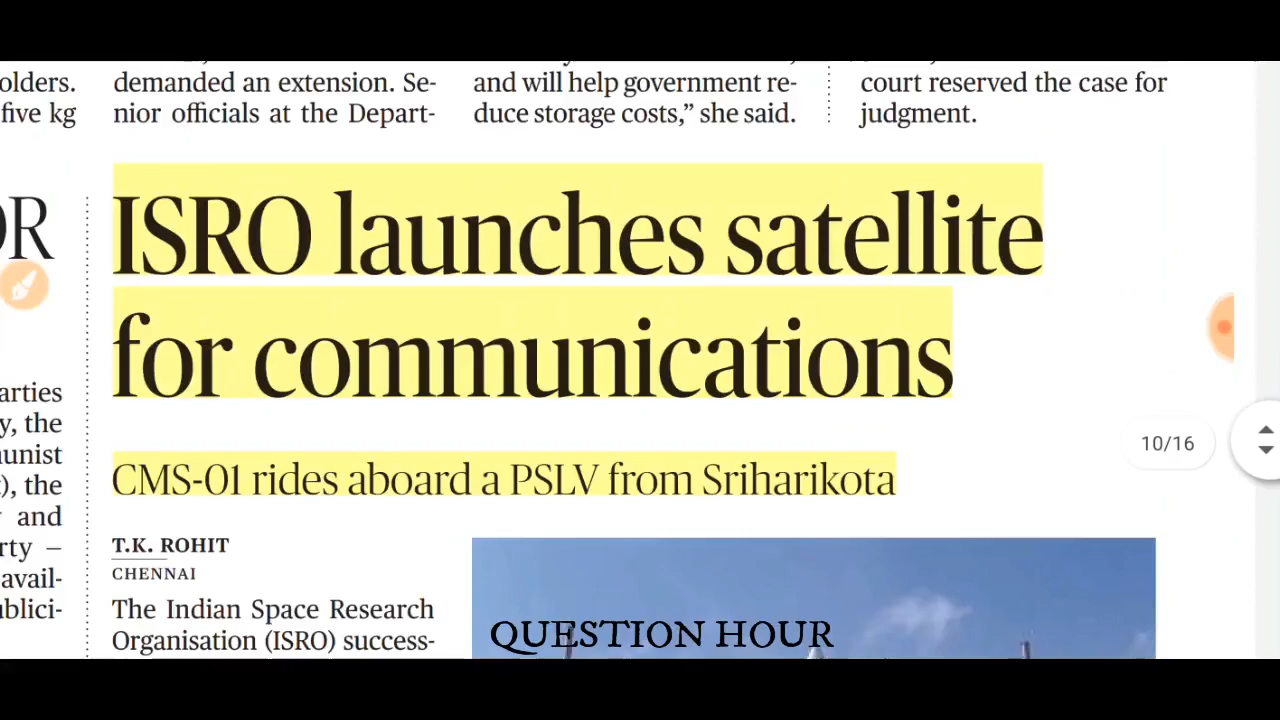 olders.
five kg
demanded an extension. Se-
nior officials at the Depart-
and will help government re-
duce storage costs,” she said.
court reserved the case for
judgment.
OR
arties
y, the
unist
), the
and
rty –
avail-
ublici-
ISRO launches satellite
for communications
CMS-01 rides aboard a PSLV from Sriharikota
T.K. ROHIT
CHENNAI
The Indian Space Research
Organisation (ISRO) success-
QUESTION HOUR
10/16